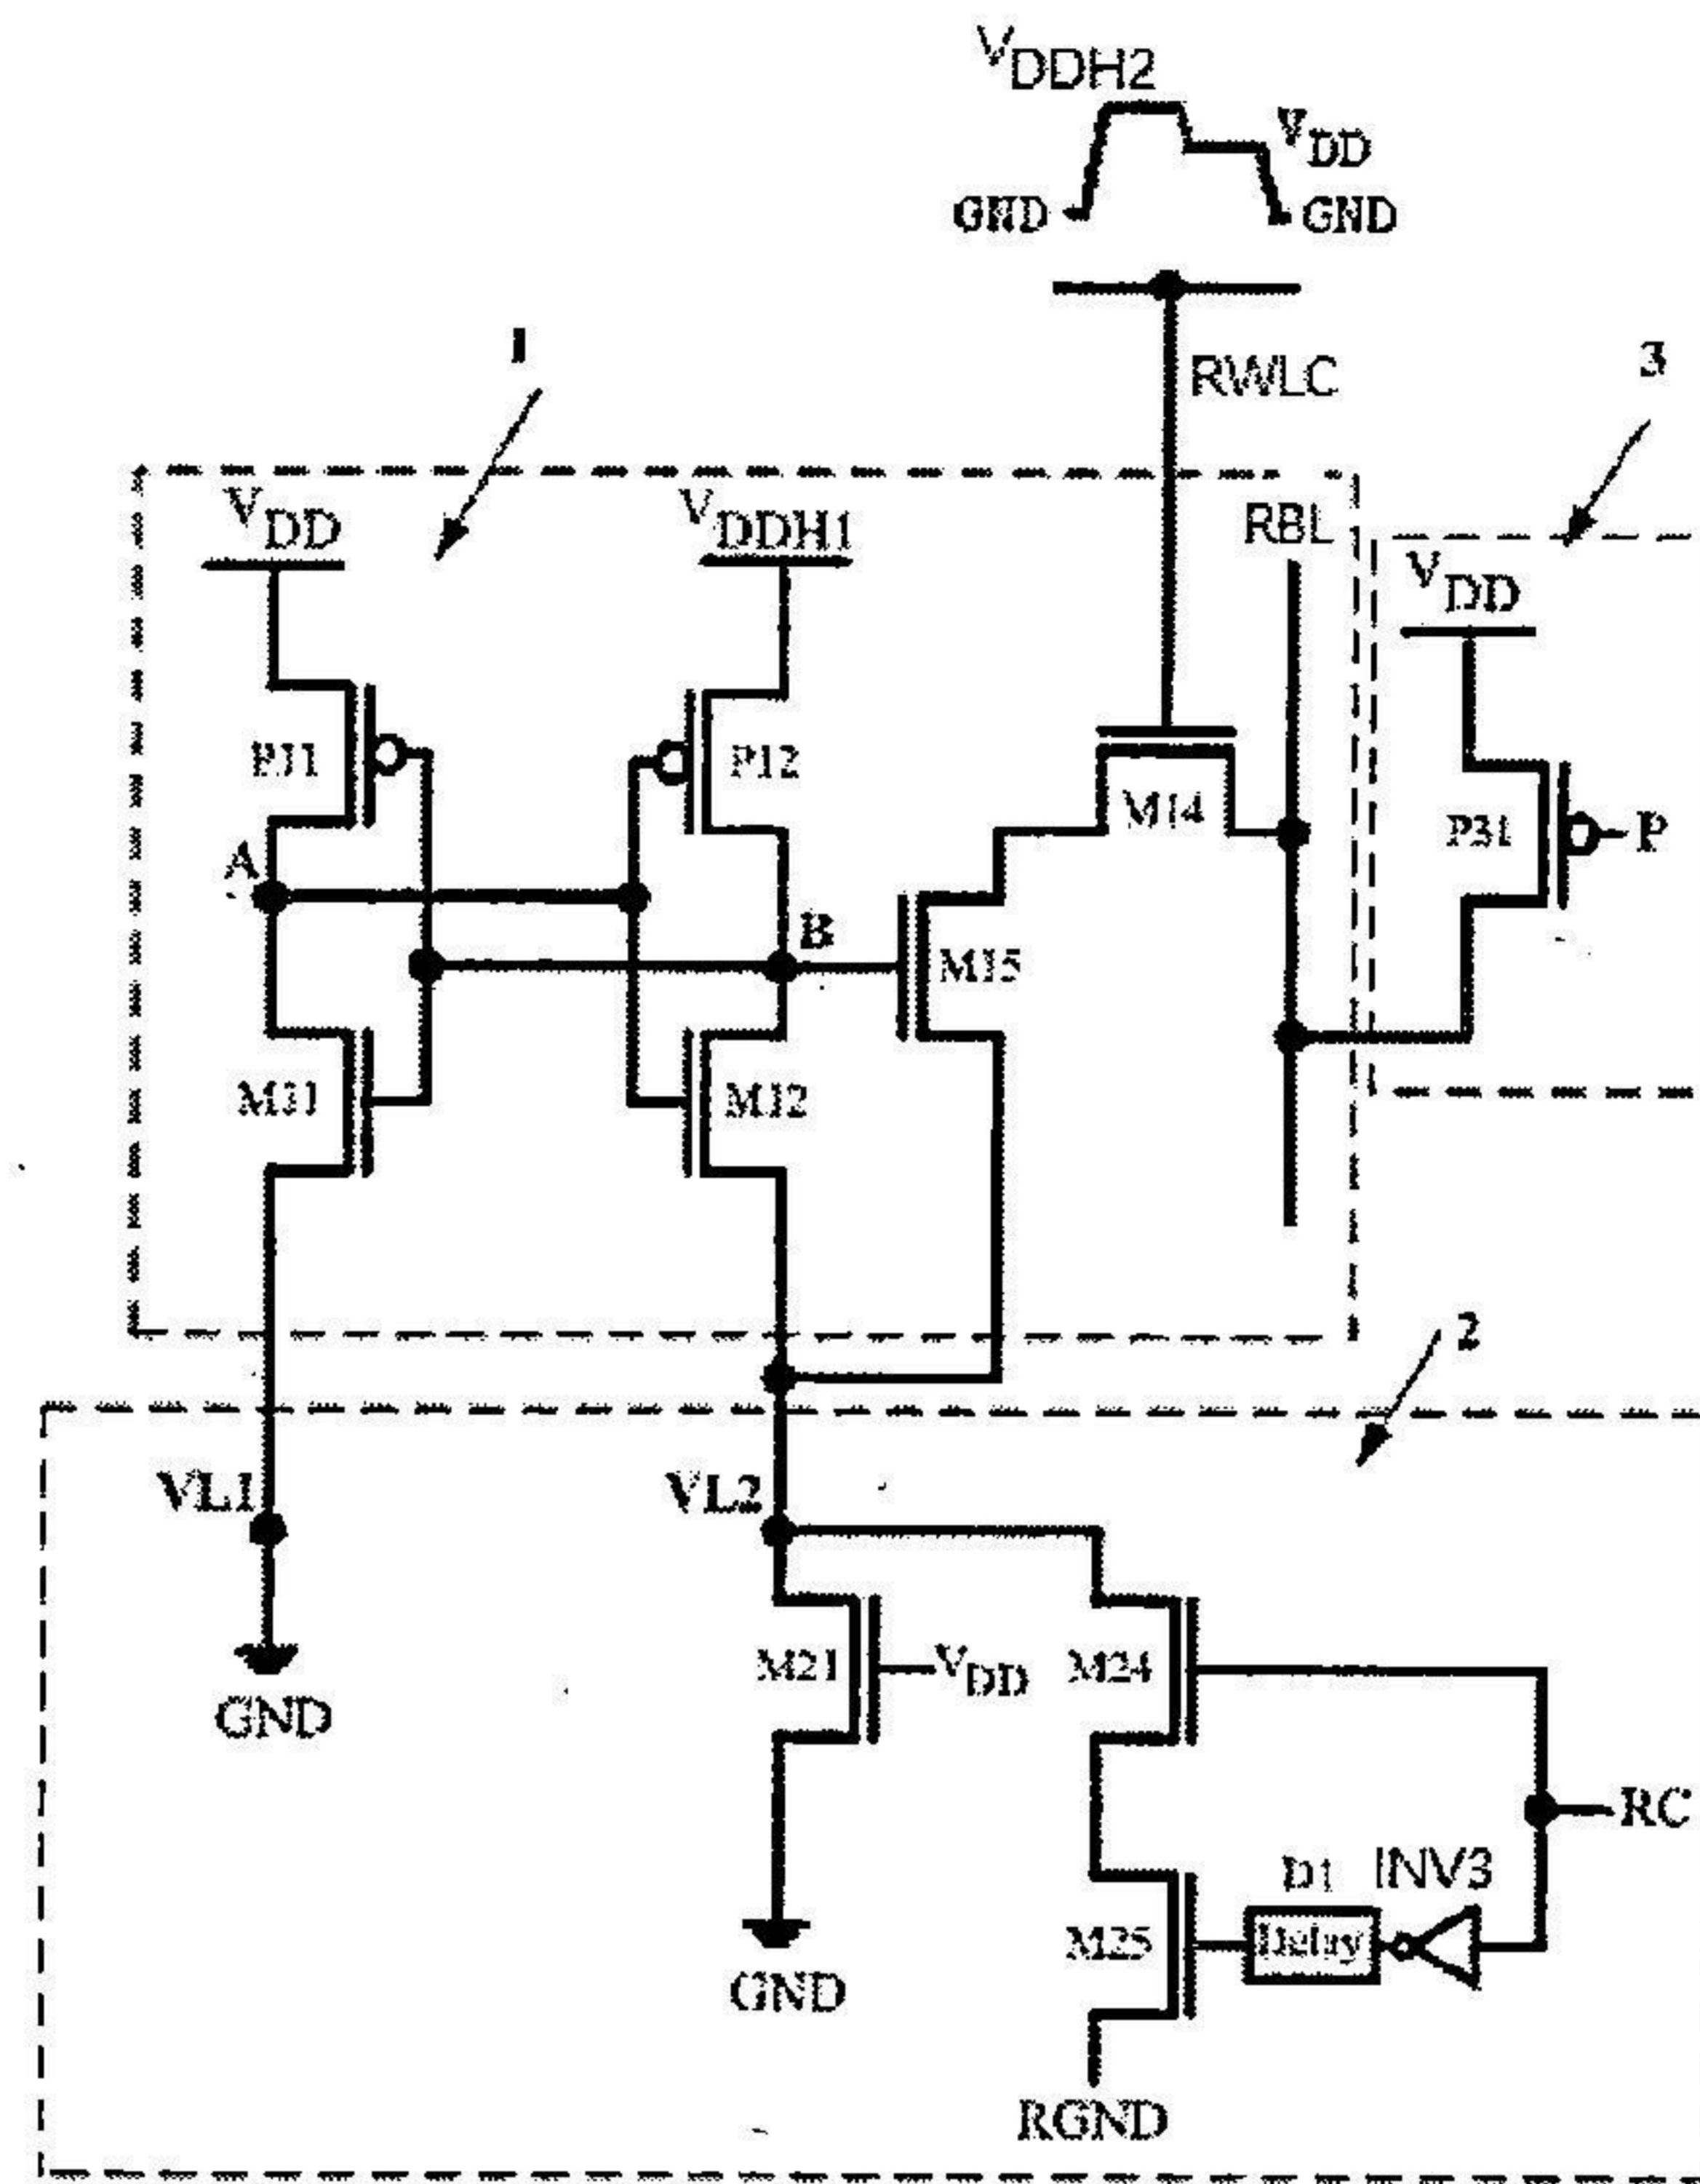 VDDH2
VDD
GND
GND
1
RWLC
3
VDD
VDDH1
RBL
VDD
P11
P12
M14
P31
P
A
B
M15
M11
M12
2
VL1
VL2
M21
VDD
M24
GND
RC
D1
INV3
M25
Delay
GND
RGND